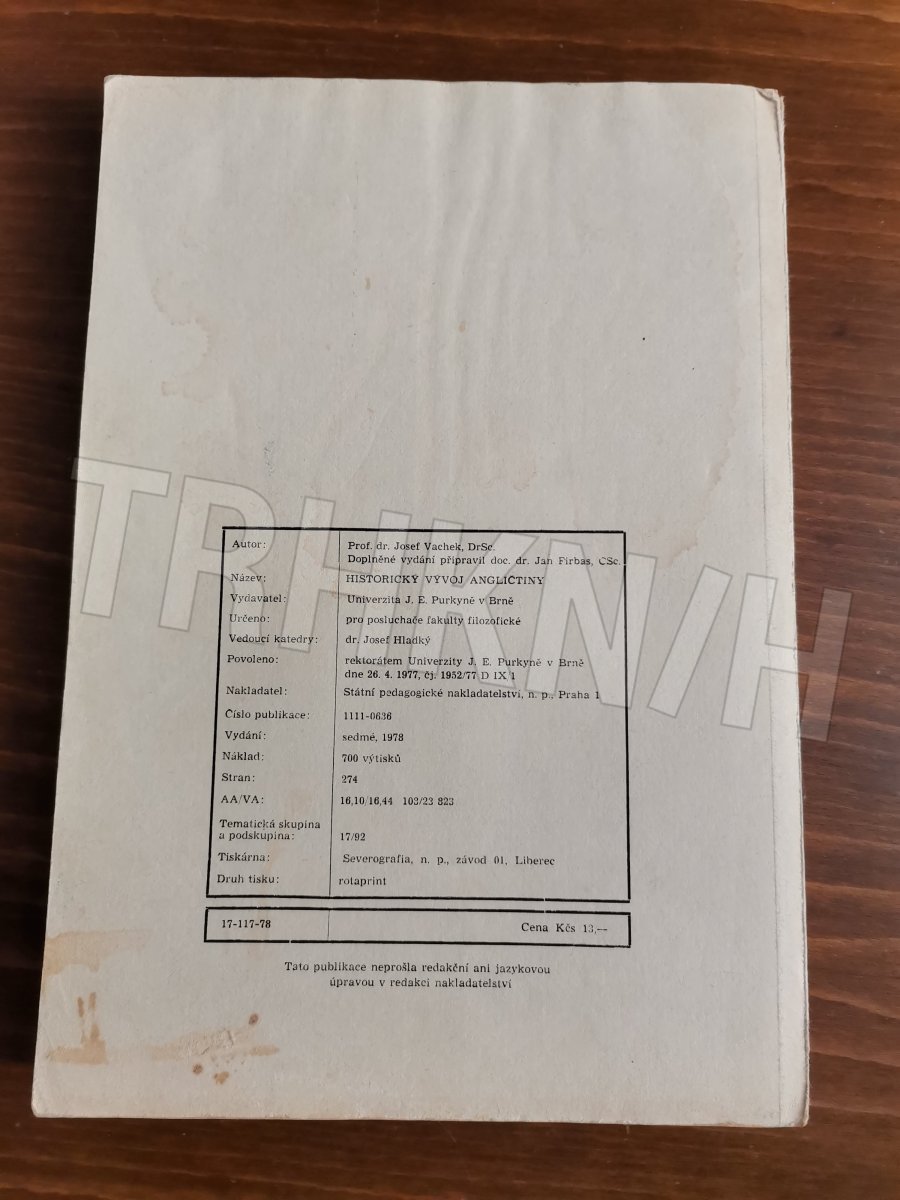 Autor: Prof. dr. Josef Vachek, DrSc.
Doplněné vydání připravil doc. dr. Jan Firbas, CSc.
Název: HISTORICKÝ VÝVOJ ANGLIČTINY
Vydavatel: Univerzita J. E. Purkyně v Brně
Určeno: pro posluchače fakulty filozofické
Vedoucí katedry: dr. Josef Hladký
Povoleno: rektorátem Univerzity J. E. Purkyně v Brně
dne 26. 4. 1977, čj. 1952/77 D IX/1
Nakladatel: Státní pedagogické nakladatelství, n. p., Praha 1
Číslo publikace: 1111-0636
Vydání: sedmé, 1978
Náklad: 700 výtisků
Stran: 274
AA/VA: 16,10/16,44 103/23 823
Tematická skupina
a podskupina: 17/92
Tiskárna: Severografia, n. p., závod 01, Liberec
Druh tisku: rotaprint
17-117-78 Cena Kčs 13,—
Tato publikace neprošla redakční ani jazykovou
úpravou v redakci nakladatelství
TRHKNIH